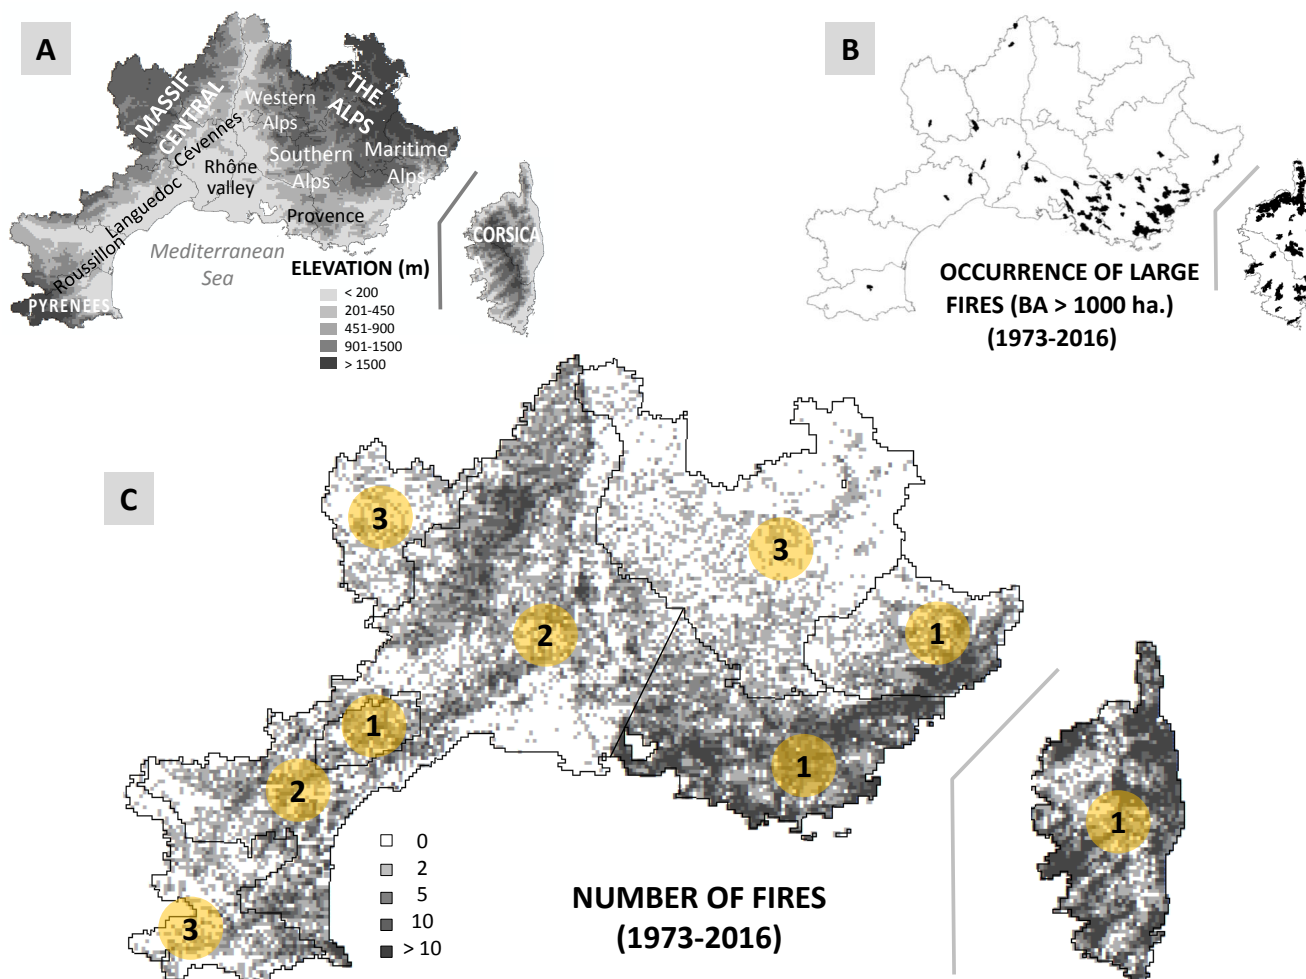 A
MASSIF
CENTRAL
THE
ALPS
Western
Alps
Cévennes
Southern
Alps
Maritime
Alps
Rhône
valley
Languedoc
Provence
Roussillon
Mediterranean
Sea
CORSICA
PYRENEES
ELEVATION (m)
< 200
201-450
451-900
901-1500
> 1500
B
OCCURRENCE OF LARGE
FIRES (BA > 1000 ha.)
(1973-2016)
C
3
3
2
1
1
2
1
1
3
0
2
5
10
> 10
NUMBER OF FIRES
(1973-2016)